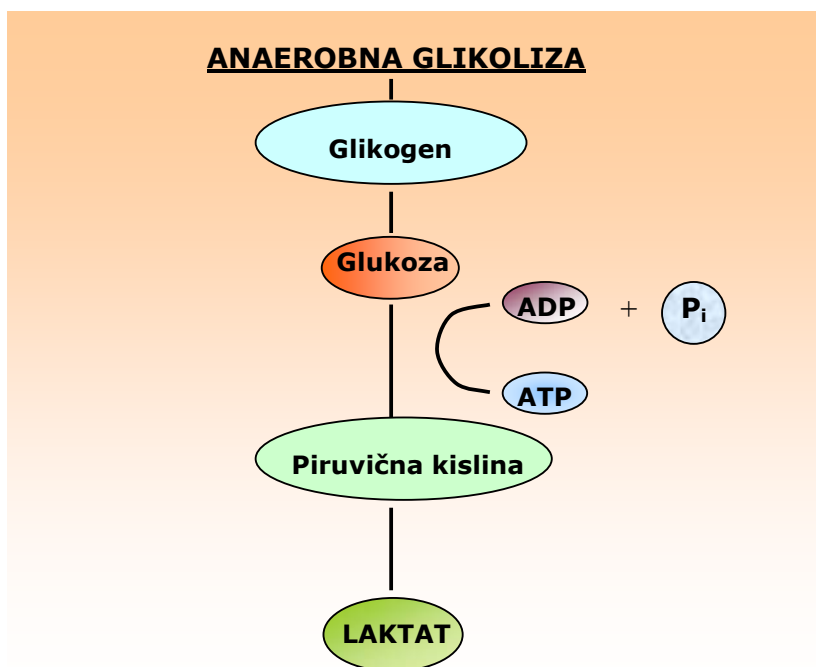 ANAEROBNA GLIKOLIZA
Glikogen
Glukoza
ADP + Pi
ATP
Piruvična kislina
LAKTAT